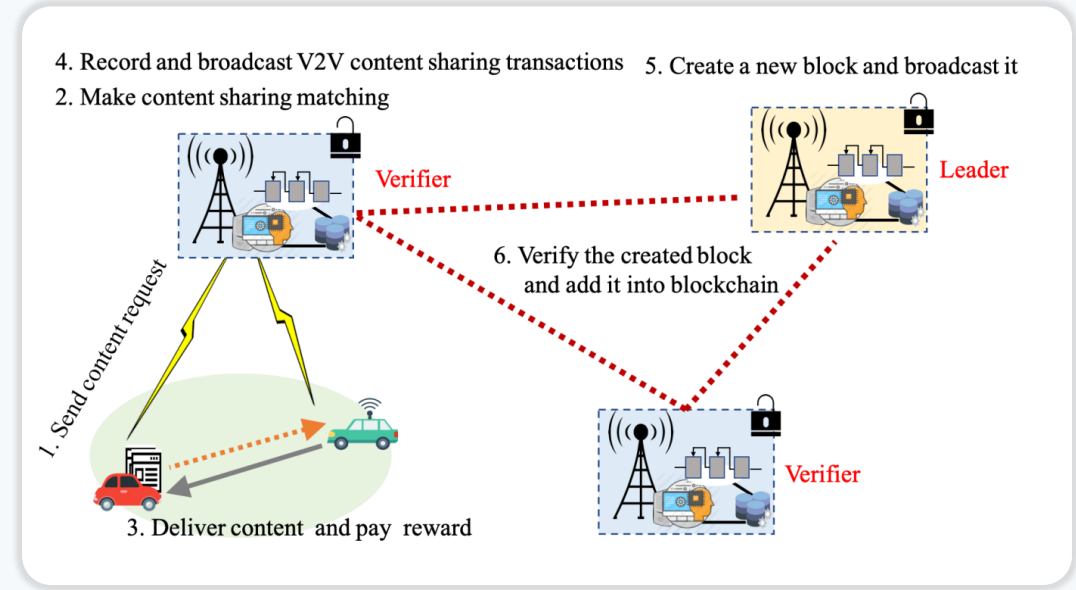 4. Record and broadcast V2V content sharing transactions
5. Create a new block and broadcast it
2. Make content sharing matching
Verifier
Leader
6. Verify the created block
and add it into blockchain
1. Send content request
Verifier
3. Deliver content and pay reward